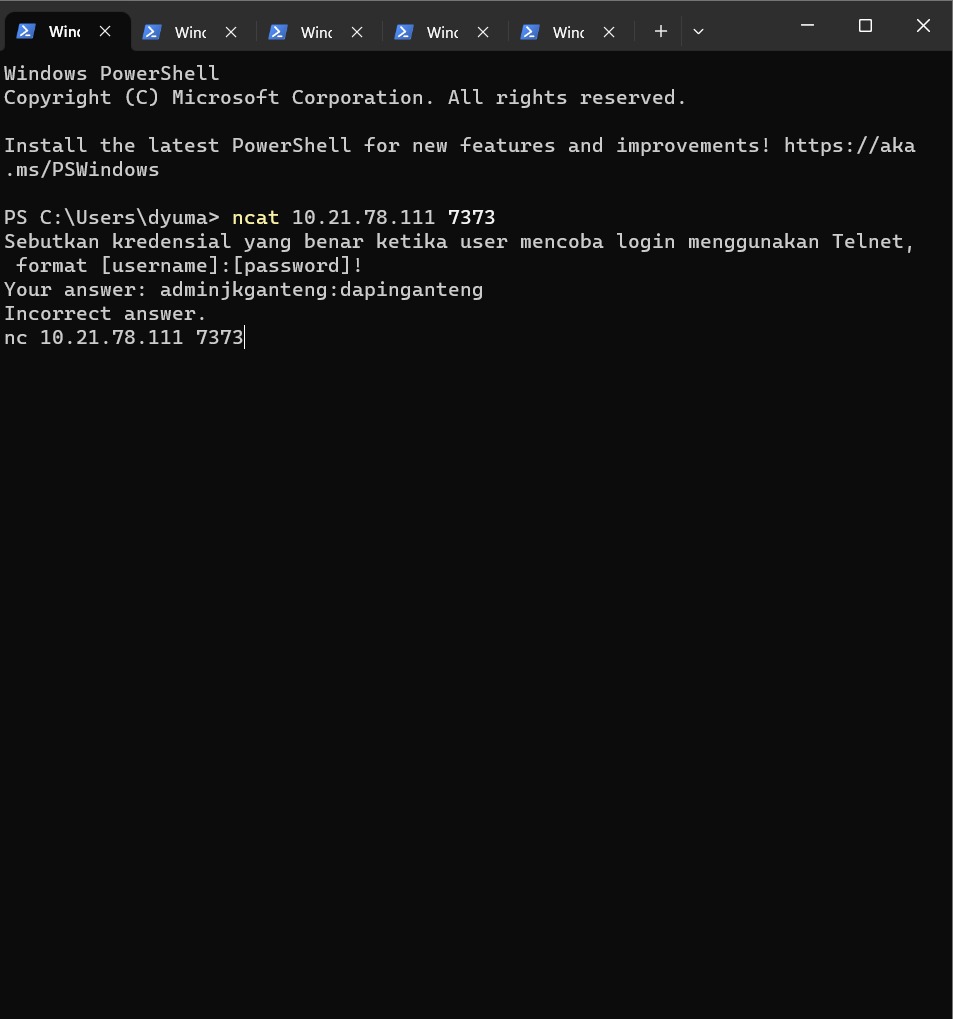 Winc Winc Winc Winc Winc
Windows PowerShell
Copyright (C) Microsoft Corporation. All rights reserved.
Install the latest PowerShell for new features and improvements! https://aka
.ms/PSWindows
PS C:\Users\dyuma> ncat 10.21.78.111 7373
Sebutkan kredensial yang benar ketika user mencoba login menggunakan Telnet,
format [username]:[password]!
Your answer: adminjkganteng:dapinganteng
Incorrect answer.
nc 10.21.78.111 7373